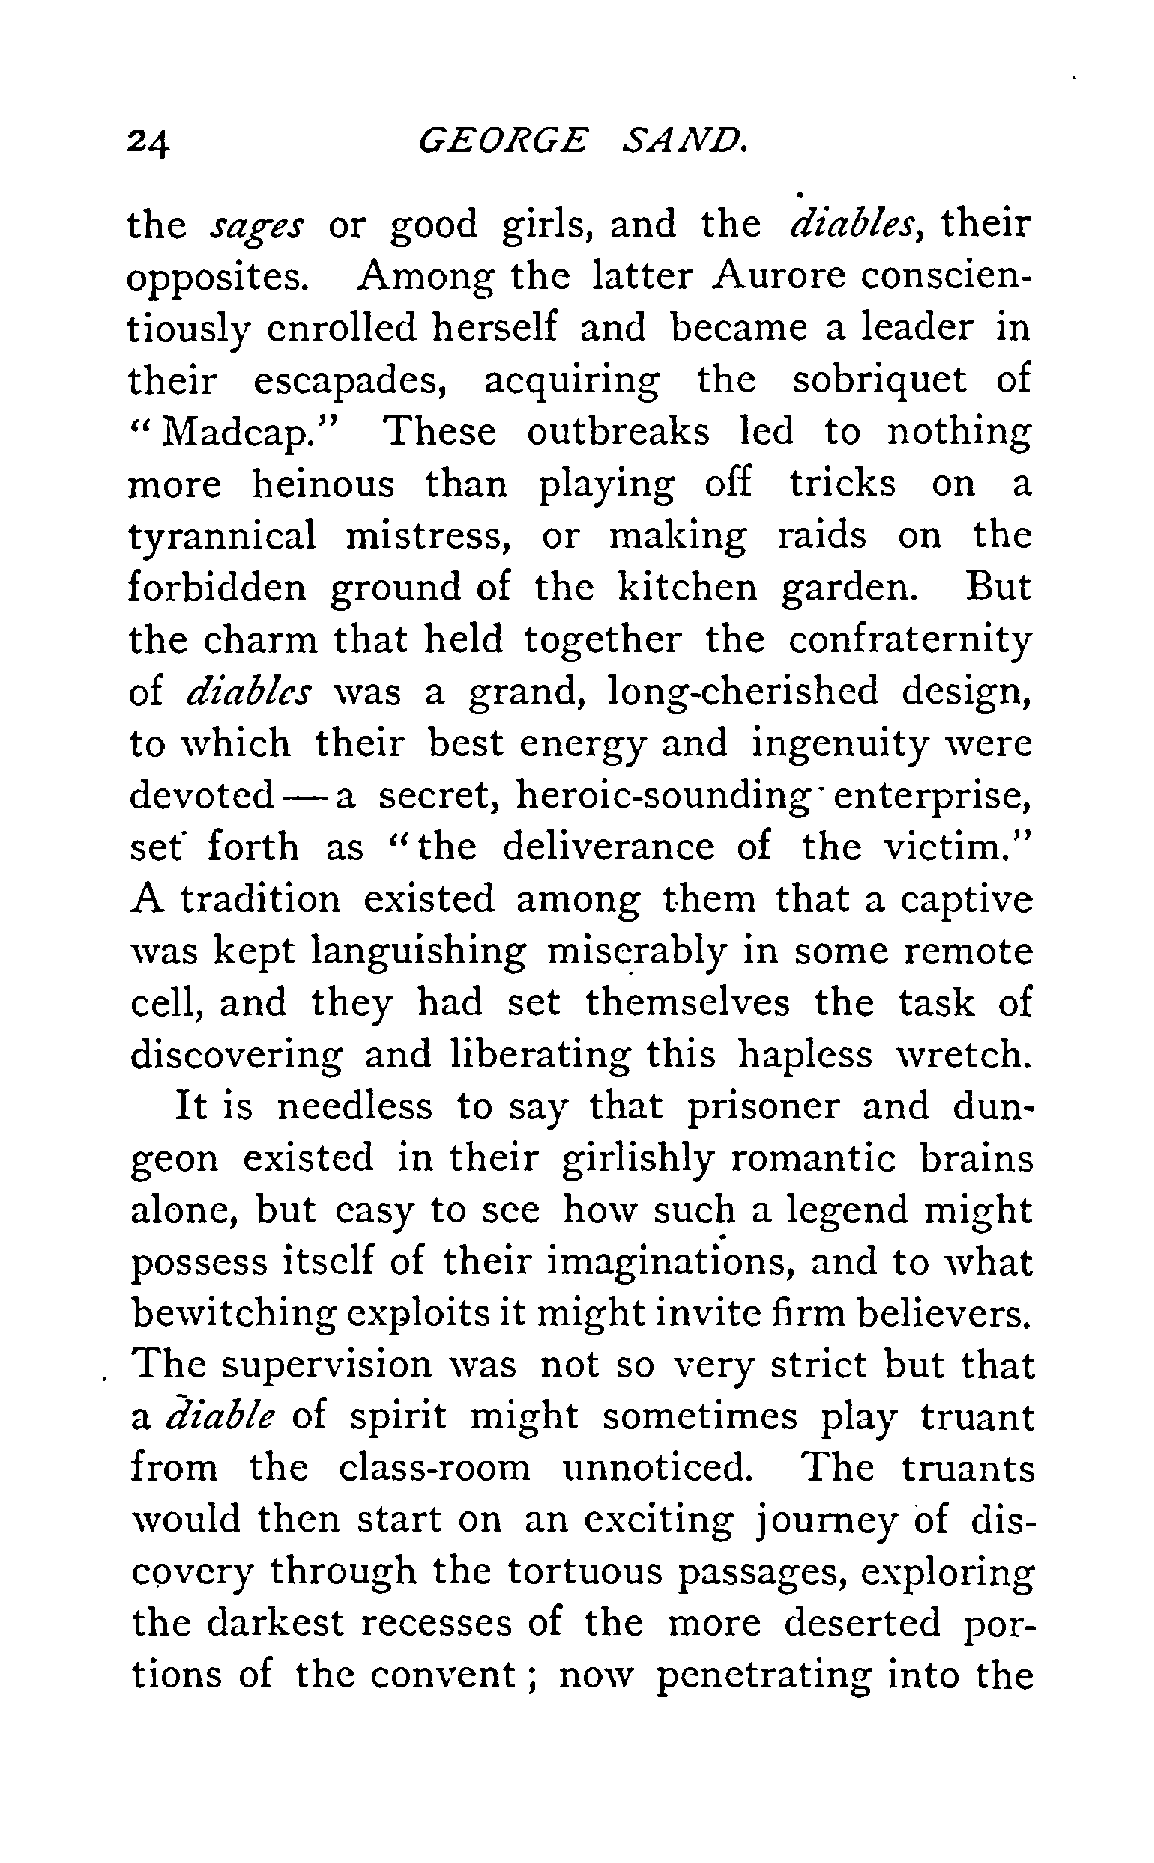 24 GEORGE SAND.
the sages or good girls, and the diables, their
opposites. Among the latter Aurore conscien-
tiously enrolled herself and became a leader in
their escapades, acquiring the sobriquet of
“Madcap.” These outbreaks led to nothing
more heinous than playing off tricks on a
tyrannical mistress, or making raids on the
forbidden ground of the kitchen garden. But
the charm that held together the confraternity
of diables was a grand, long-cherished design,
to which their best energy and ingenuity were
devoted — a secret, heroic-sounding enterprise,
set forth as “the deliverance of the victim.”
A tradition existed among them that a captive
was kept languishing miserably in some remote
cell, and they had set themselves the task of
discovering and liberating this hapless wretch.
It is needless to say that prisoner and dun-
geon existed in their girlishly romantic brains
alone, but easy to see how such a legend might
possess itself of their imaginations, and to what
bewitching exploits it might invite firm believers.
The supervision was not so very strict but that
a diable of spirit might sometimes play truant
from the class-room unnoticed. The truants
would then start on an exciting journey of dis-
covery through the tortuous passages, exploring
the darkest recesses of the more deserted por-
tions of the convent; now penetrating into the